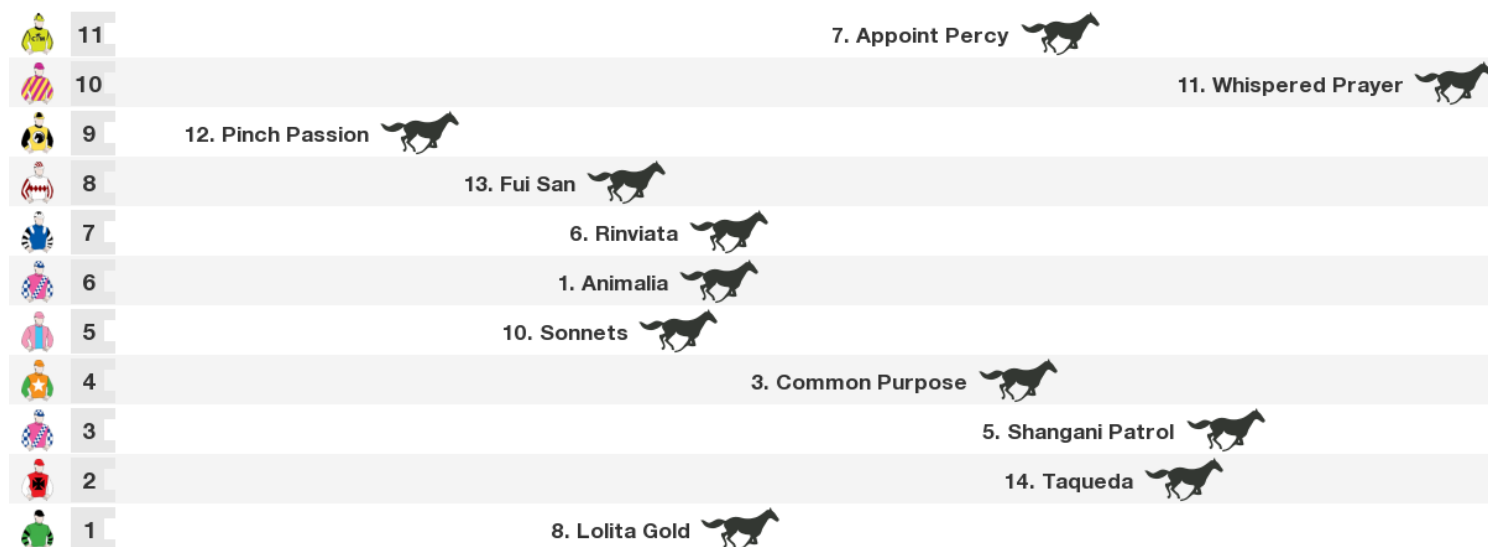 11 7. Appoint Percy
10 11. Whispered Prayer
9 12. Pinch Passion
8 13. Fui San
7 6. Rinviata
6 1. Animalia
5 10. Sonnets
4 3. Common Purpose
3 5. Shangani Patrol
2 14. Taqueda
1 8. Lolita Gold